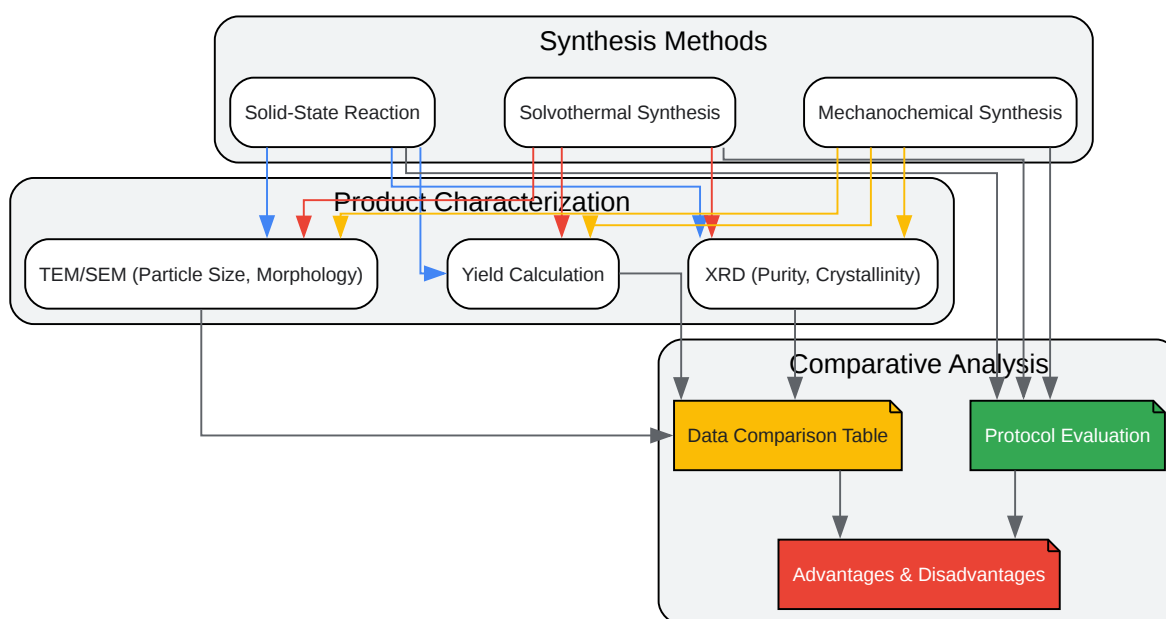 Synthesis Methods
Solid-State Reaction
Solvothermal Synthesis
Mechanochemical Synthesis
Product Characterization
TEM/SEM (Particle Size, Morphology)
Yield Calculation
XRD (Purity, Crystallinity)
Comparative Analysis
Data Comparison Table
Protocol Evaluation
Advantages & Disadvantages